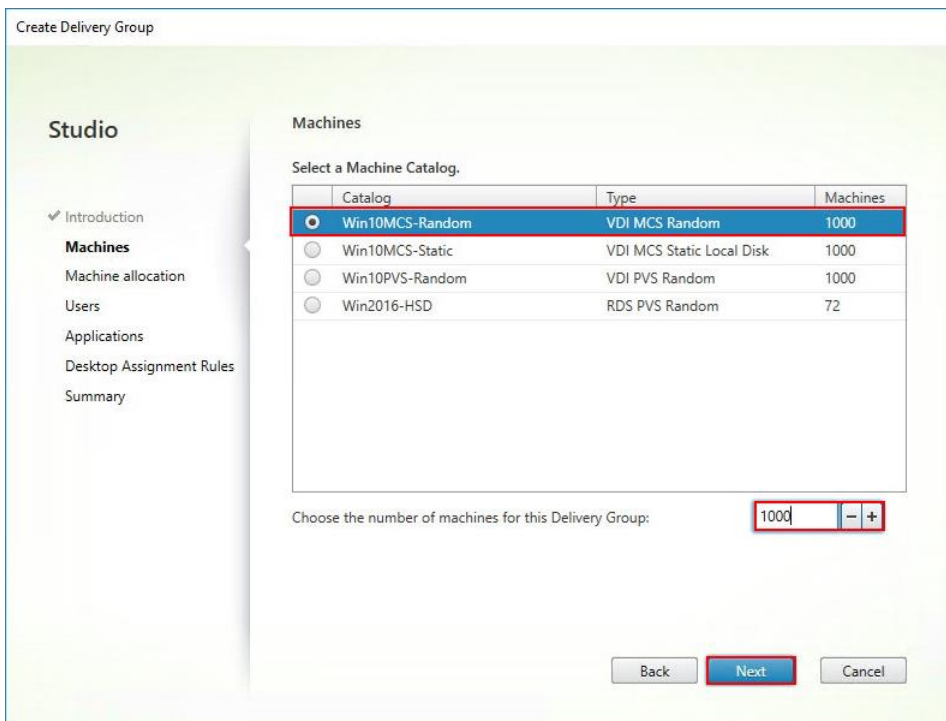 Create Delivery Group
Studio
✔ Introduction
Machines
Machine allocation
Users
Applications
Desktop Assignment Rules
Summary
Machines
Select a Machine Catalog.
Catalog Type Machines
Win10MCS-Random VDI MCS Random 1000
Win10MCS-Static VDI MCS Static Local Disk 1000
Win10PVS-Random VDI PVS Random 1000
Win2016-HSD RDS PVS Random 72
Choose the number of machines for this Delivery Group: 1000 − +
Back Next Cancel